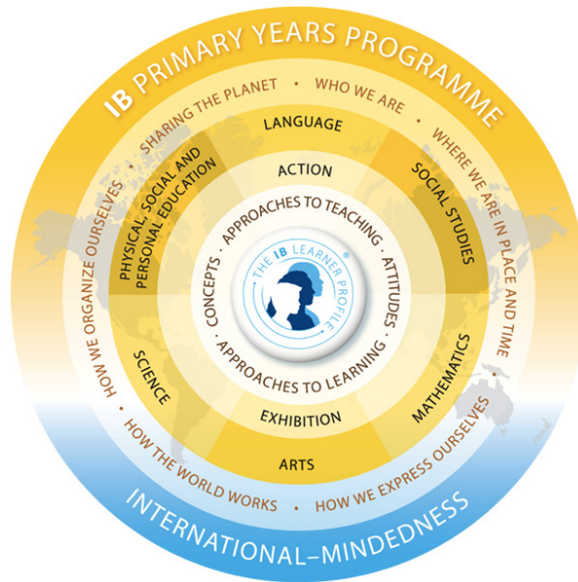 IB PRIMARY YEARS PROGRAMME
SHARING THE PLANET • WHO WE ARE • WHERE WE ARE IN PLACE AND TIME •
HOW WE ORGANIZE OURSELVES •
LANGUAGE
PHYSICAL, SOCIAL AND
PERSONAL EDUCATION
SOCIAL STUDIES
ACTION
CONCEPTS • APPROACHES TO TEACHING • ATTITUDES •
THE IB LEARNER PROFILE
®
APPROACHES TO LEARNING •
SCIENCE
MATHEMATICS
EXHIBITION
ARTS
• HOW THE WORLD WORKS • HOW WE EXPRESS OURSELVES
INTERNATIONAL–MINDEDNESS